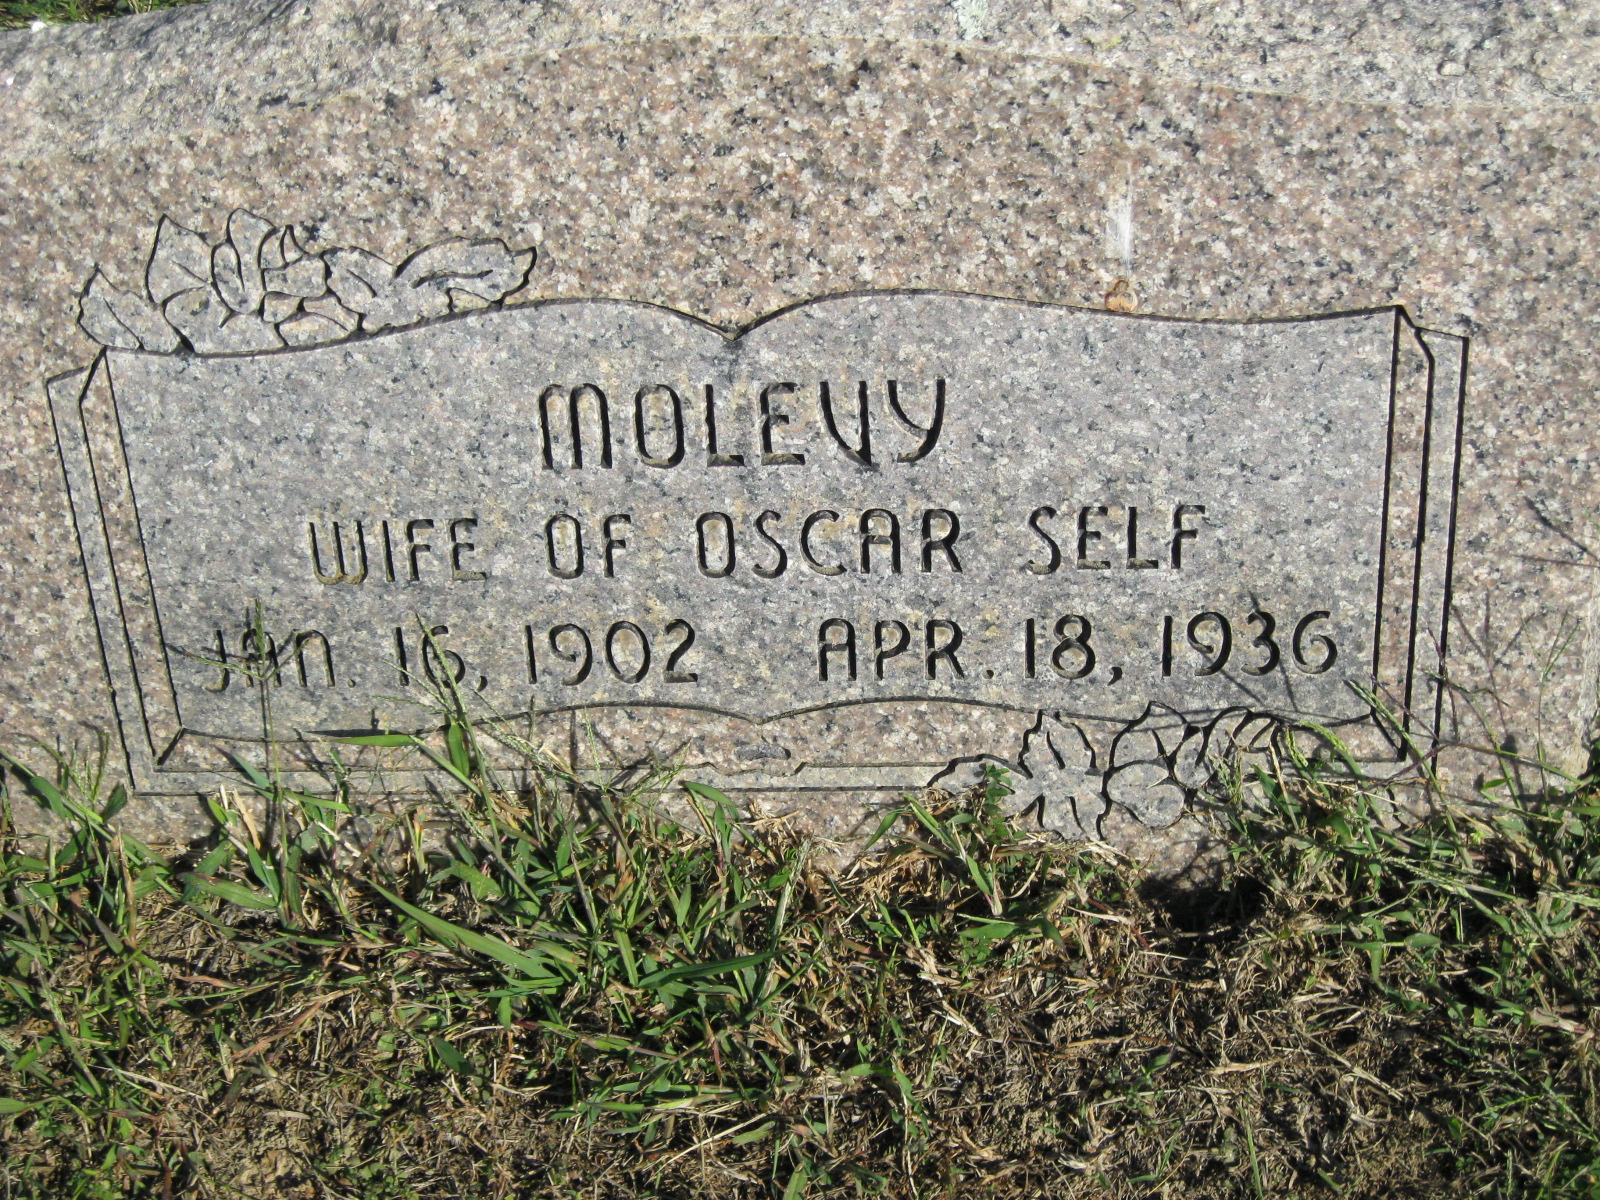 MOLEVY
WIFE OF OSCAR SELF
JAN. 16, 1902 APR. 18, 1936